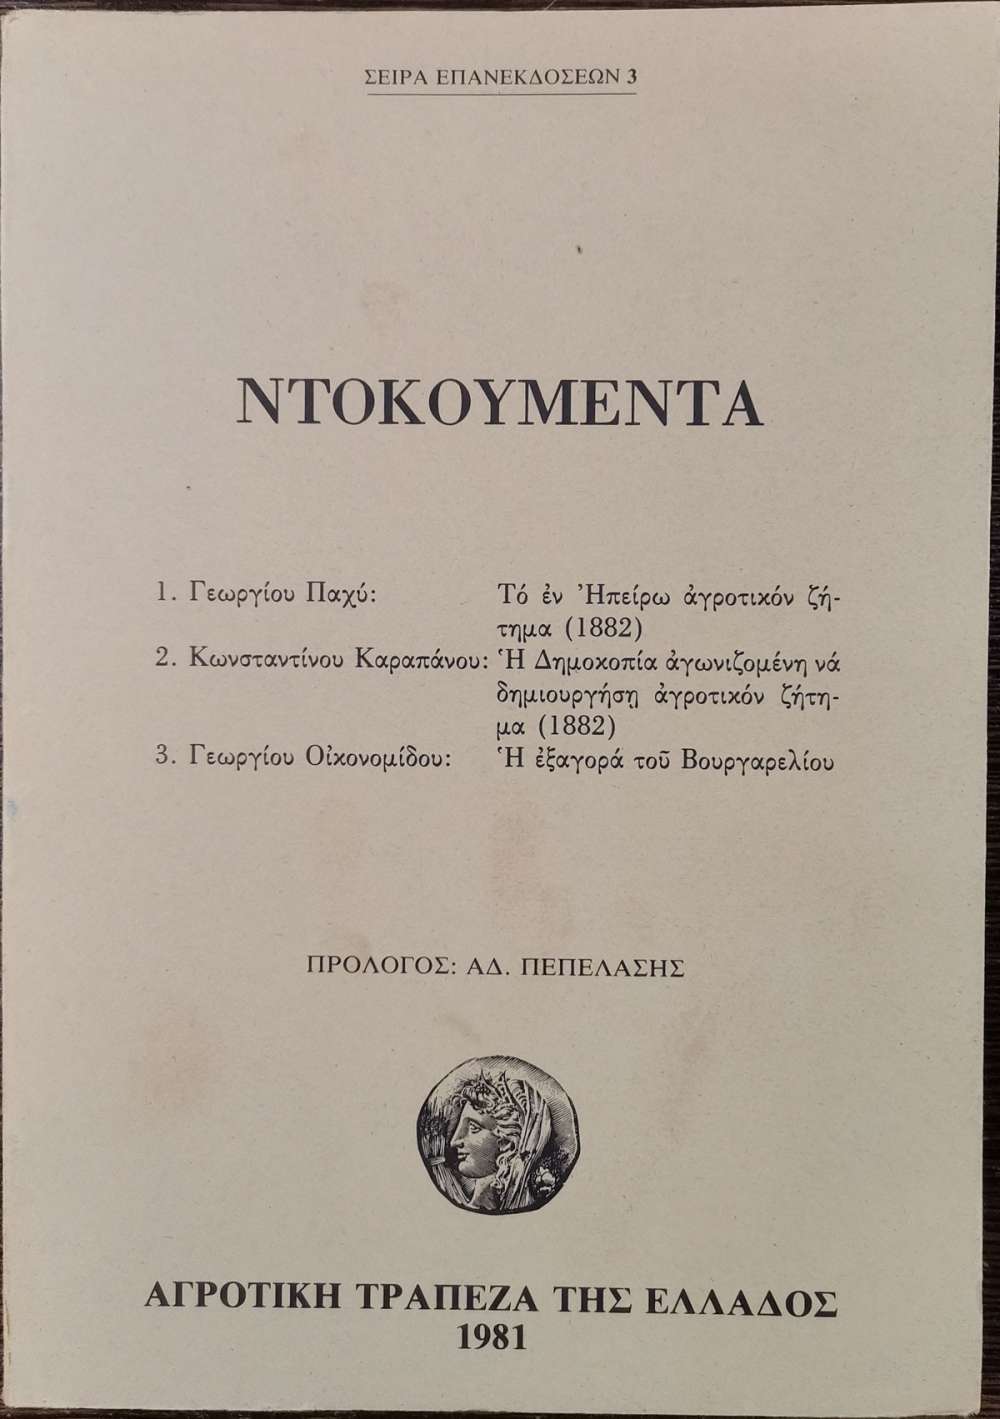 ΣΕΙΡΑ ΕΠΑΝΕΚΔΟΣΕΩΝ 3
ΝΤΟΚΟΥΜΕΝΤΑ
1. Γεωργίου Παχύ: Τό ἐν Ἠπείρω ἀγροτικόν ζή-
τημα (1882)
2. Κωνσταντίνου Καραπάνου: Ἡ Δημοκοπία ἀγωνιζομένη νά
δημιουργήσῃ ἀγροτικόν ζήτη-
μα (1882)
3. Γεωργίου Οἰκονομίδου: Ἡ ἐξαγορά τοῦ Βουργαρελίου
ΠΡΟΛΟΓΟΣ: ΑΔ. ΠΕΠΕΛΑΣΗΣ
ΑΓΡΟΤΙΚΗ ΤΡΑΠΕΖΑ ΤΗΣ ΕΛΛΑΔΟΣ
1981